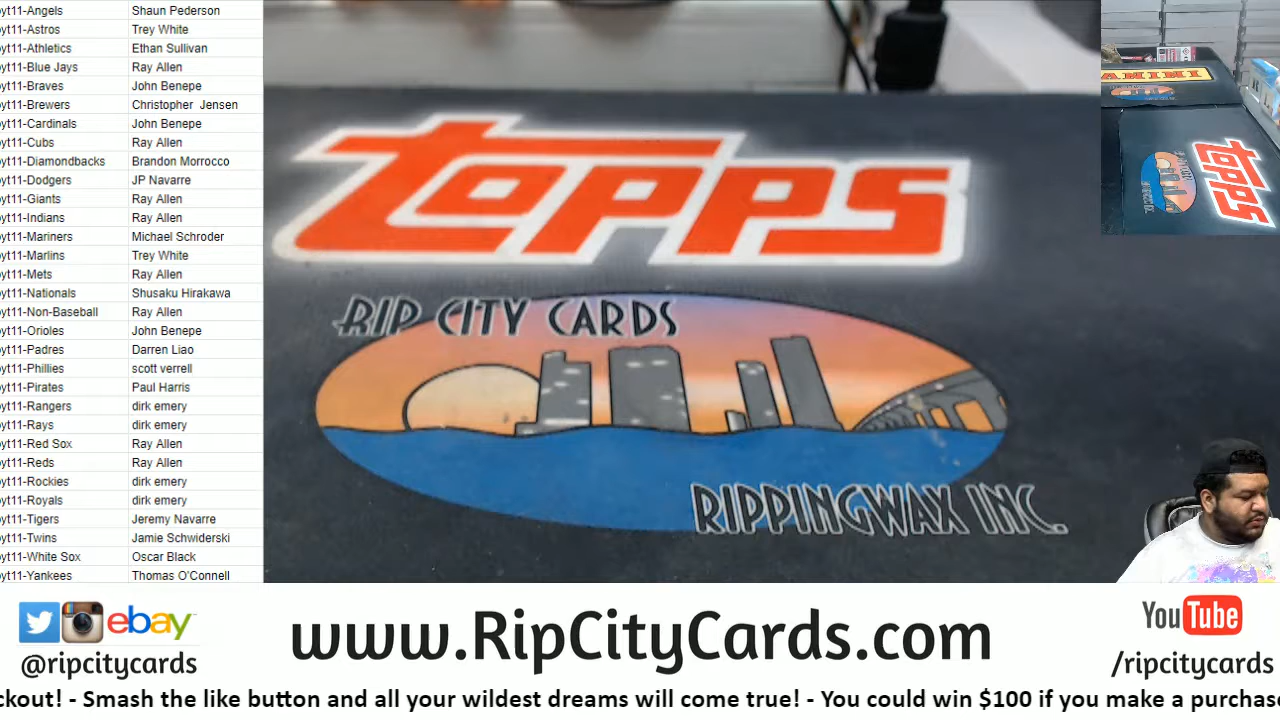 yt11-Angels Shaun Pederson
yt11-Astros Trey White
yt11-Athletics Ethan Sullivan
yt11-Blue Jays Ray Allen
yt11-Braves John Benepe
yt11-Brewers Christopher Jensen
yt11-Cardinals John Benepe
yt11-Cubs Ray Allen
yt11-Diamondbacks Brandon Morrocco
yt11-Dodgers JP Navarre
yt11-Giants Ray Allen
yt11-Indians Ray Allen
yt11-Mariners Michael Schroder
yt11-Marlins Trey White
yt11-Mets Ray Allen
yt11-Nationals Shusaku Hirakawa
yt11-Non-Baseball Ray Allen
yt11-Orioles John Benepe
yt11-Padres Darren Liao
yt11-Phillies scott verrell
yt11-Pirates Paul Harris
yt11-Rangers dirk emery
yt11-Rays dirk emery
yt11-Red Sox Ray Allen
yt11-Reds Ray Allen
yt11-Rockies dirk emery
yt11-Royals dirk emery
yt11-Tigers Jeremy Navarre
yt11-Twins Jamie Schwiderski
yt11-White Sox Oscar Black
yt11-Yankees Thomas O'Connell
topps
RIP CITY CARDS
RIPPINGWAX INC.
PANINI
topps
ebay
@ripcitycards
www.RipCityCards.com
YouTube
/ripcitycards
ckout! - Smash the like button and all your wildest dreams will come true! - You could win $100 if you make a purchase